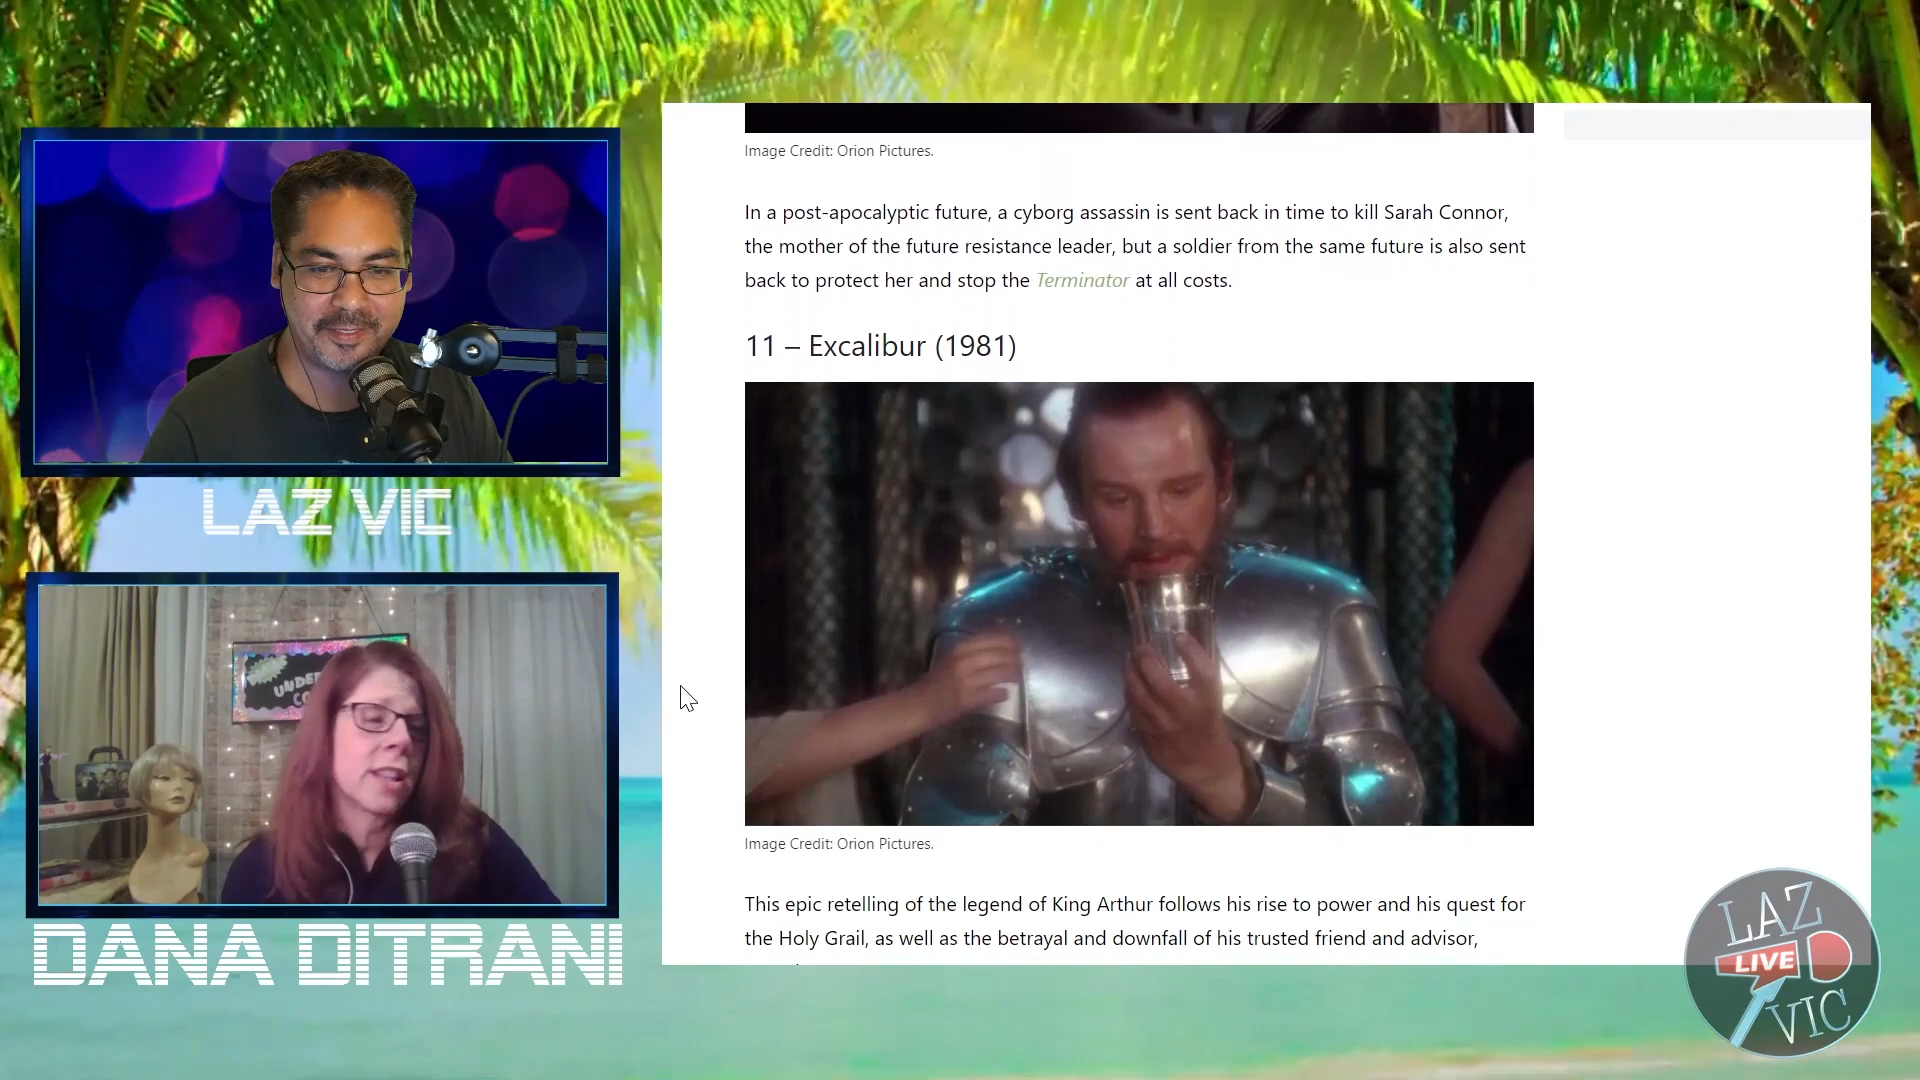 Image Credit: Orion Pictures.
In a post-apocalyptic future, a cyborg assassin is sent back in time to kill Sarah Connor,
the mother of the future resistance leader, but a soldier from the same future is also sent
back to protect her and stop the Terminator at all costs.
11 – Excalibur (1981)
Image Credit: Orion Pictures.
This epic retelling of the legend of King Arthur follows his rise to power and his quest for
the Holy Grail, as well as the betrayal and downfall of his trusted friend and advisor,
LAZ VIC
UNDE
DANA DITRANI
LAZ
LIVE
VIC